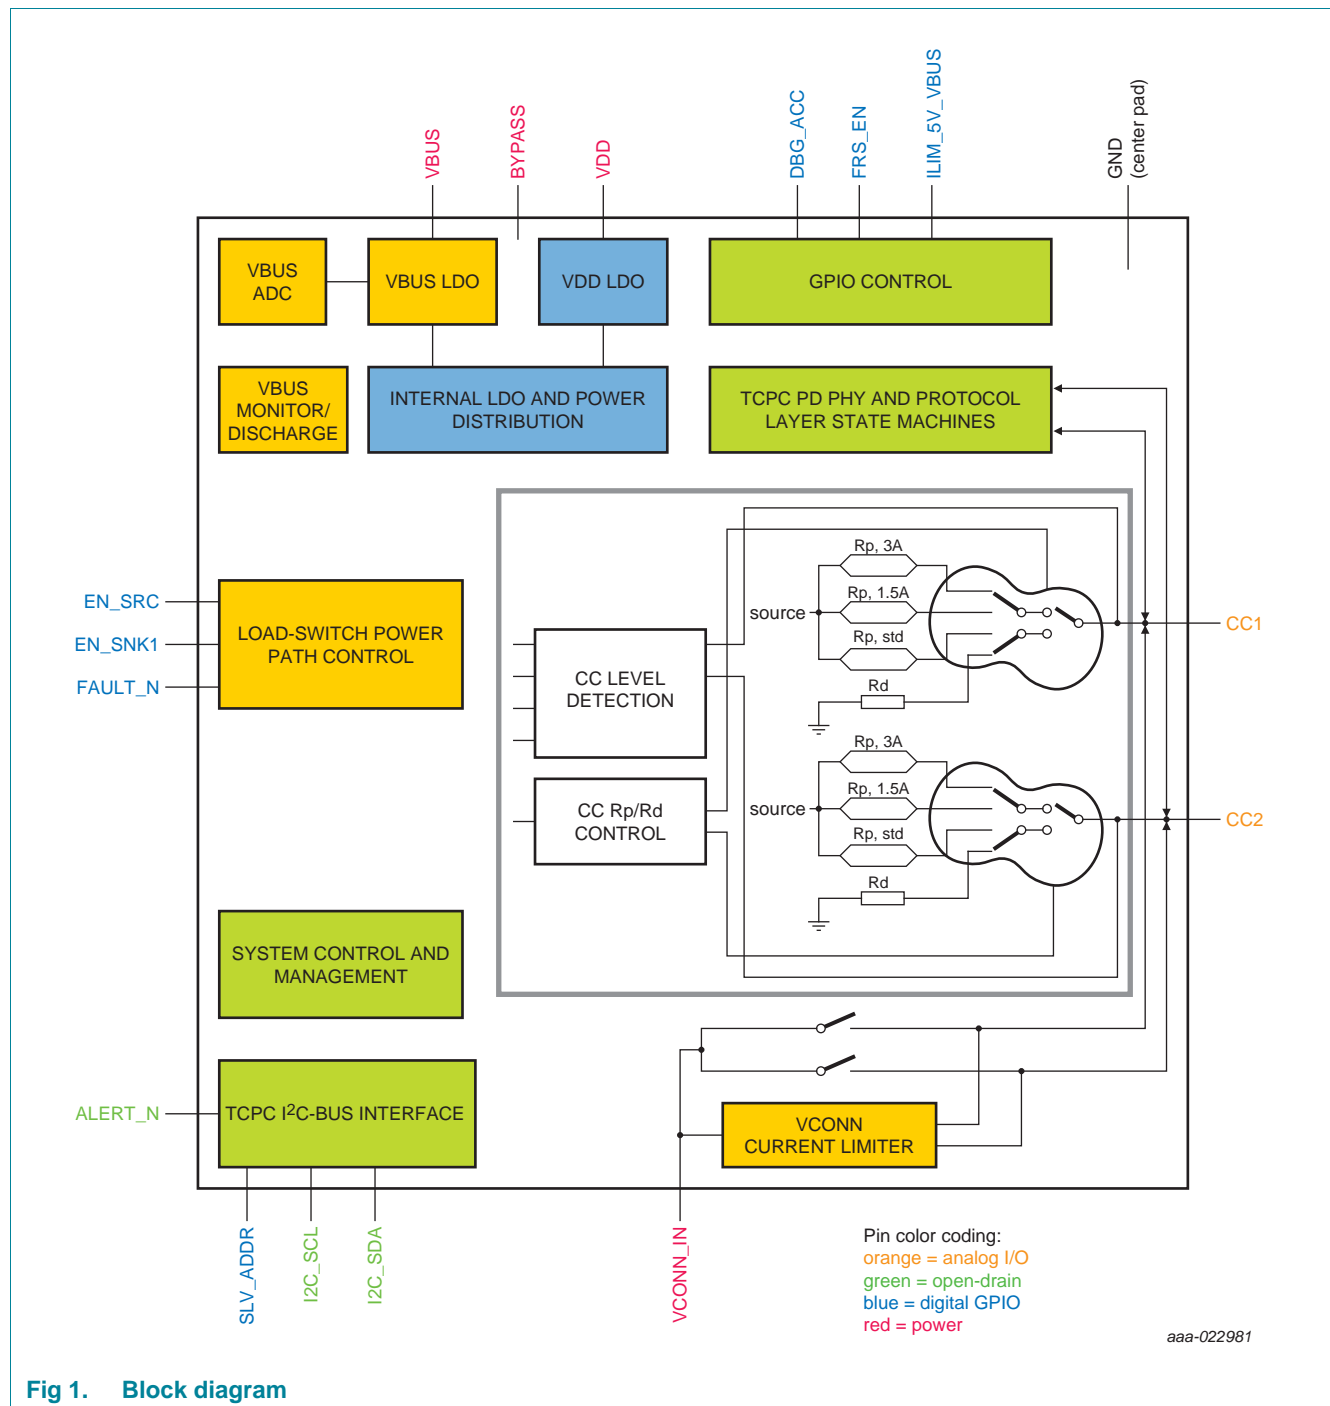 VBUS
BYPASS
VDD
DBG_ACC
FRS_EN
ILIM_5V_VBUS
GND
(center pad)
VBUS
ADC
VBUS LDO
VDD LDO
GPIO CONTROL
VBUS
MONITOR/
DISCHARGE
INTERNAL LDO AND POWER
DISTRIBUTION
TCPC PD PHY AND PROTOCOL
LAYER STATE MACHINES
EN_SRC
EN_SNK1
FAULT_N
LOAD-SWITCH POWER
PATH CONTROL
CC LEVEL
DETECTION
CC Rp/Rd
CONTROL
Rp, 3A
source
Rp, 1.5A
Rp, std
Rd
CC1
Rp, 3A
source
Rp, 1.5A
Rp, std
Rd
CC2
SYSTEM CONTROL AND
MANAGEMENT
ALERT_N
TCPC I2C-BUS INTERFACE
VCONN
CURRENT LIMITER
SLV_ADDR
I2C_SCL
I2C_SDA
VCONN_IN
Pin color coding:
orange = analog I/O
green = open-drain
blue = digital GPIO
red = power
aaa-022981
Fig 1. Block diagram